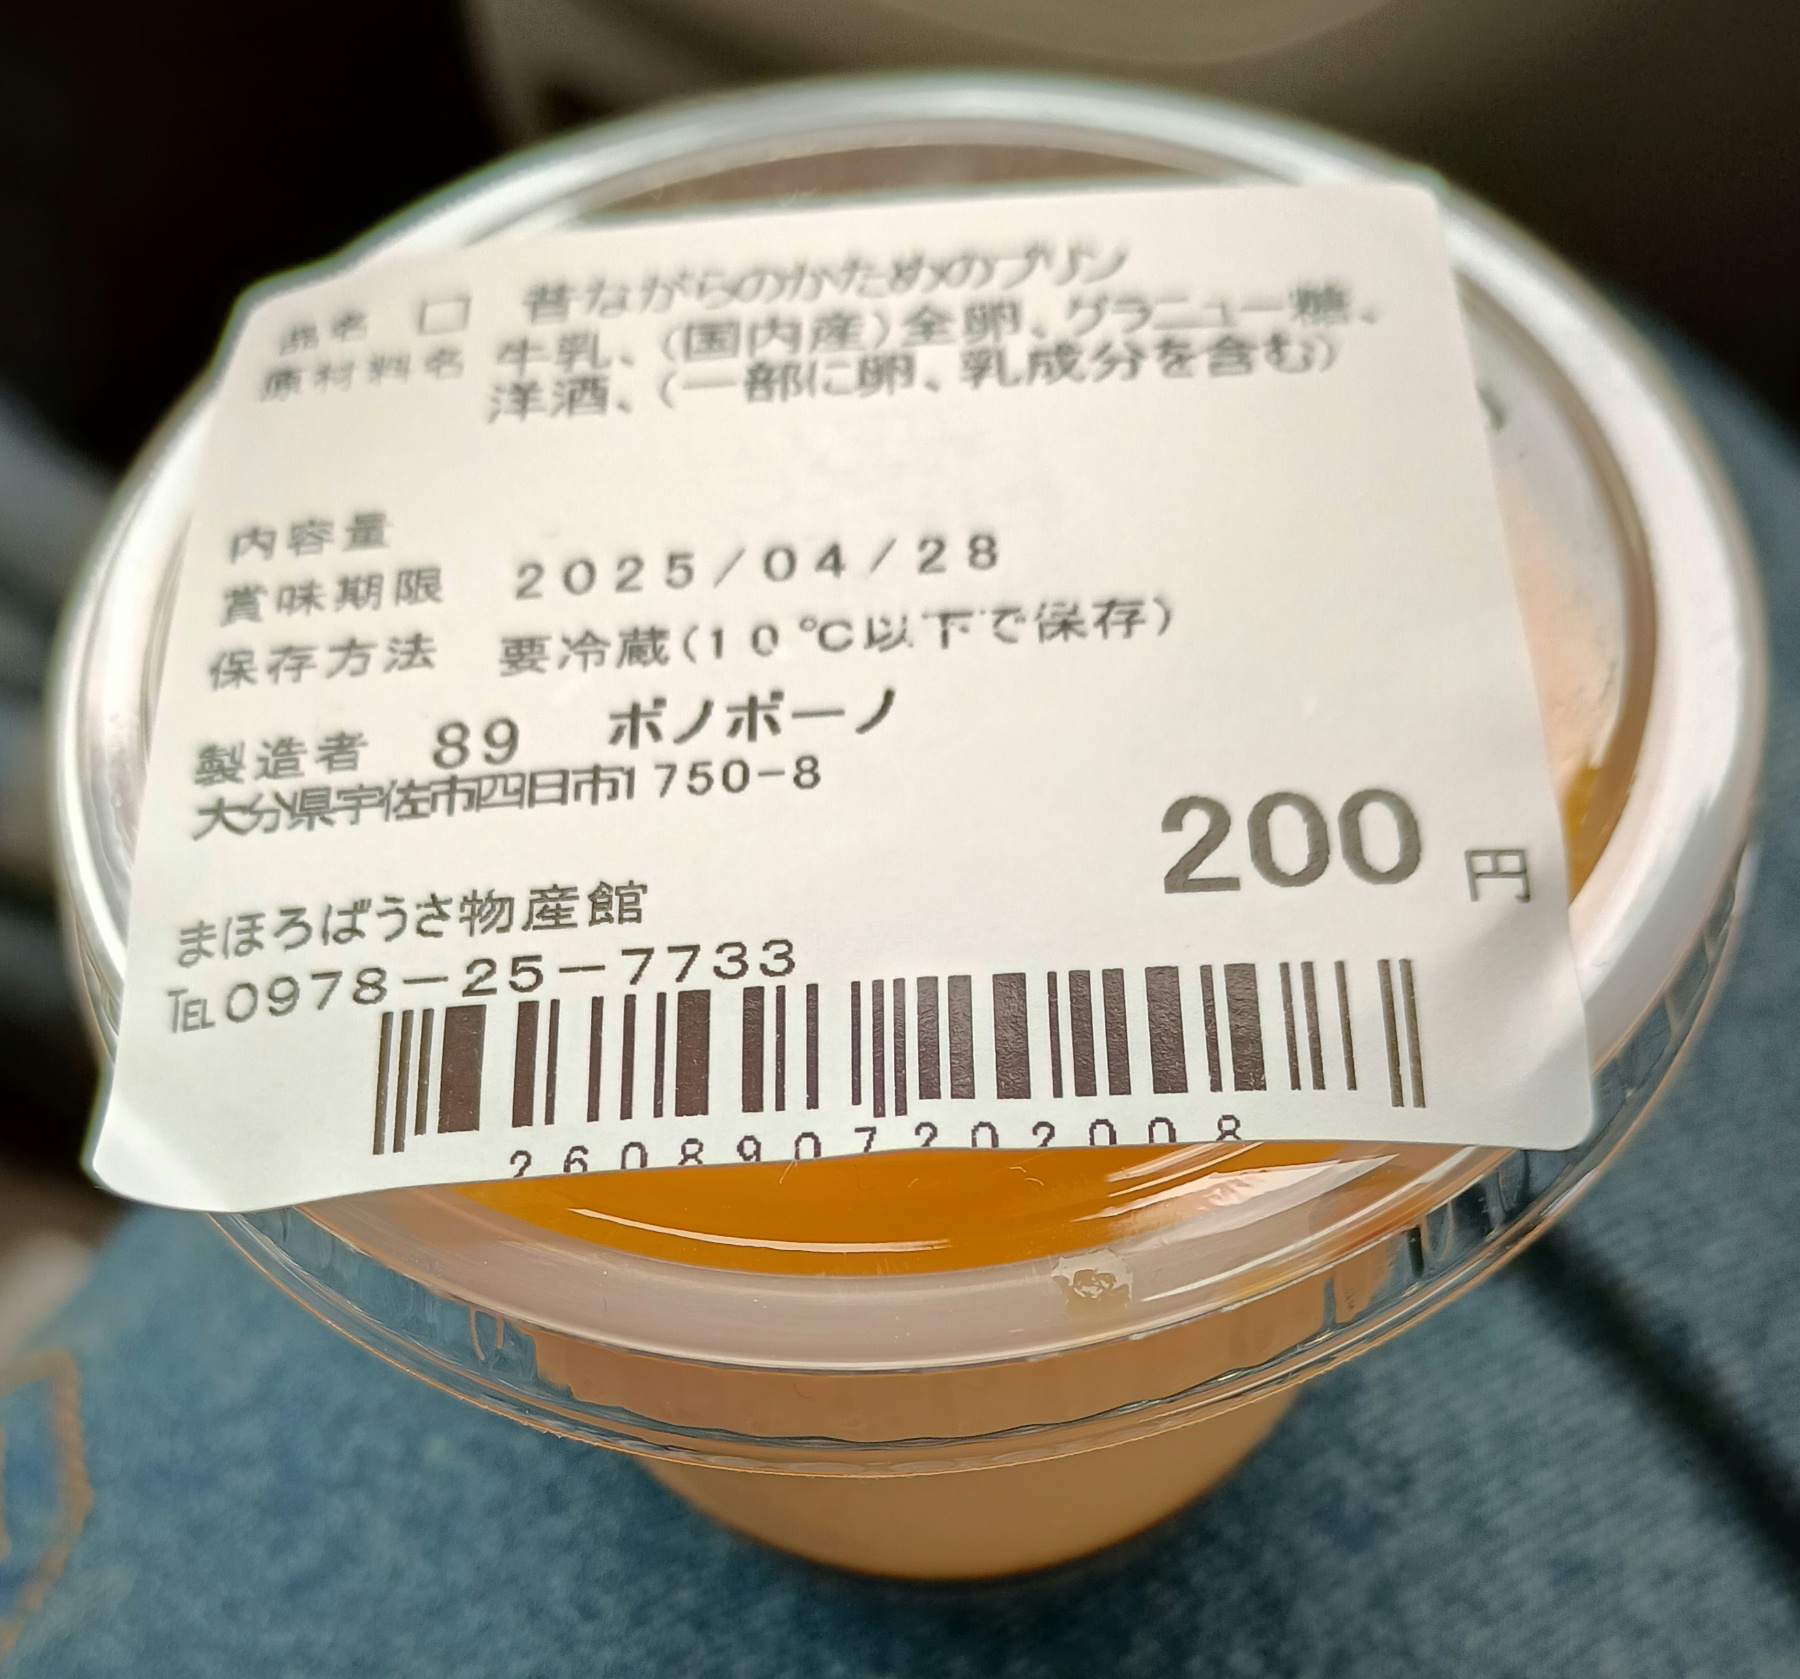 品名 □ 昔ながらのかためのプリン
原材料名 牛乳、(国内産)全卵、グラニュー糖、
洋酒、(一部に卵、乳成分を含む)
内容量
賞味期限 2025/04/28
保存方法 要冷蔵(10℃以下で保存)
製造者 89 ボノボーノ
大分県宇佐市四日市1750-8
200円
まほろばうさ物産館
TEL0978-25-7733
2608907202008